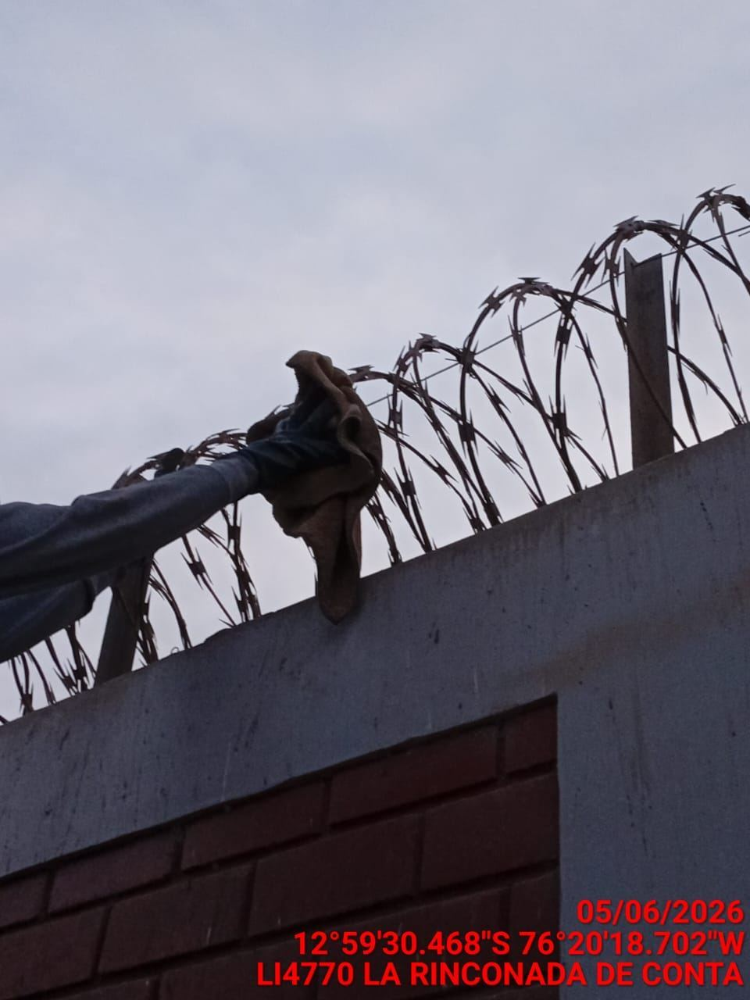 05/06/2026
12°59'30.468"S 76°20'18.702"W
LI4770 LA RINCONADA DE CONTA